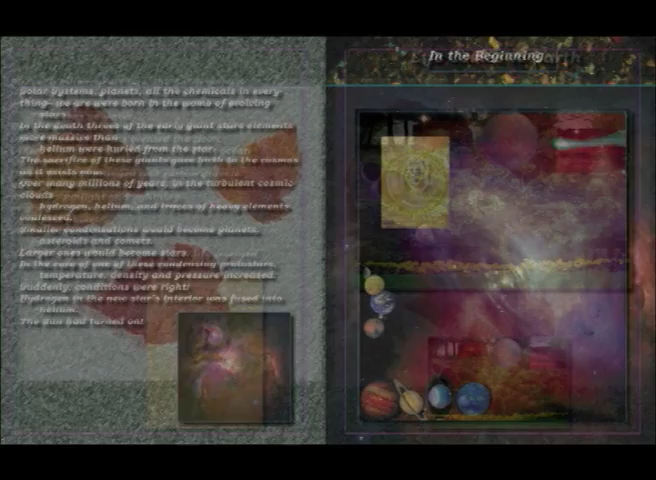 In the Beginning
Solar Systems, planets, all the chemicals in every-
thing- we are were born in the womb of evolving
stars.
In the death throes of the early giant stars elements
more massive than
helium were hurled from the star.
The sacrifice of these giants gave birth to the cosmos
as it exists now.
Over many millions of years, in the turbulent cosmic
clouds
hydrogen, helium, and traces of heavy elements
coalesced.
Smaller condensations would become planets,
asteroids and comets.
Larger ones would become stars.
In the core of one of these condensing protostars,
temperature, density and pressure increased.
Suddenly, conditions were right!
Hydrogen in the new star's interior was fused into
helium.
The Sun had turned on!